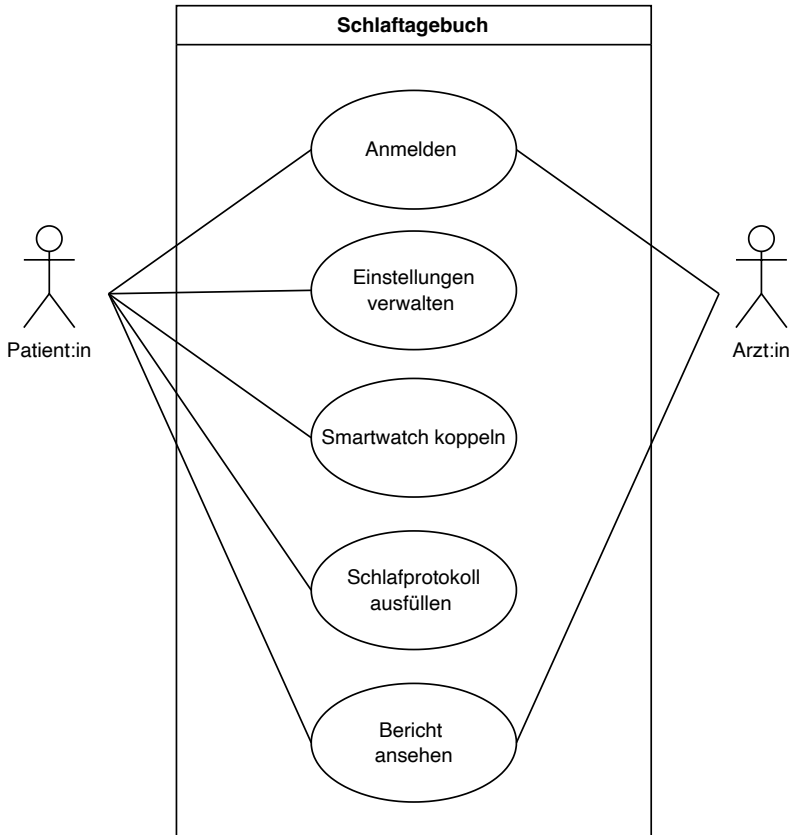 Schlaftagebuch
Anmelden
Einstellungen
verwalten
Patient:in
Arzt:in
Smartwatch koppeln
Schlafprotokoll
ausfüllen
Bericht
ansehen